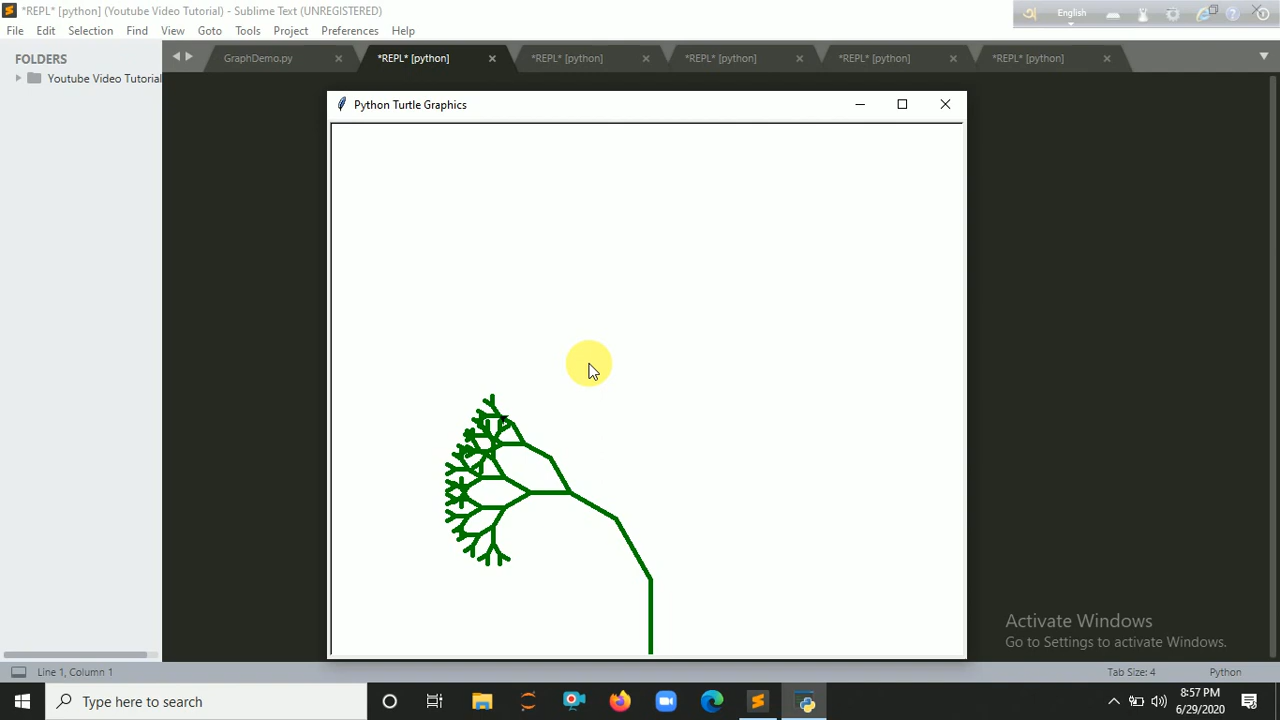 *REPL* [python] (Youtube Video Tutorial) - Sublime Text (UNREGISTERED)
English
File Edit Selection Find View Goto Tools Project Preferences Help
FOLDERS
GraphDemo.py
*REPL* [python]
*REPL* [python]
*REPL* [python]
*REPL* [python]
*REPL* [python]
Youtube Video Tutorial
Python Turtle Graphics
Activate Windows
Go to Settings to activate Windows.
Line 1, Column 1
Tab Size: 4
Python
Type here to search
8:57 PM
6/29/2020